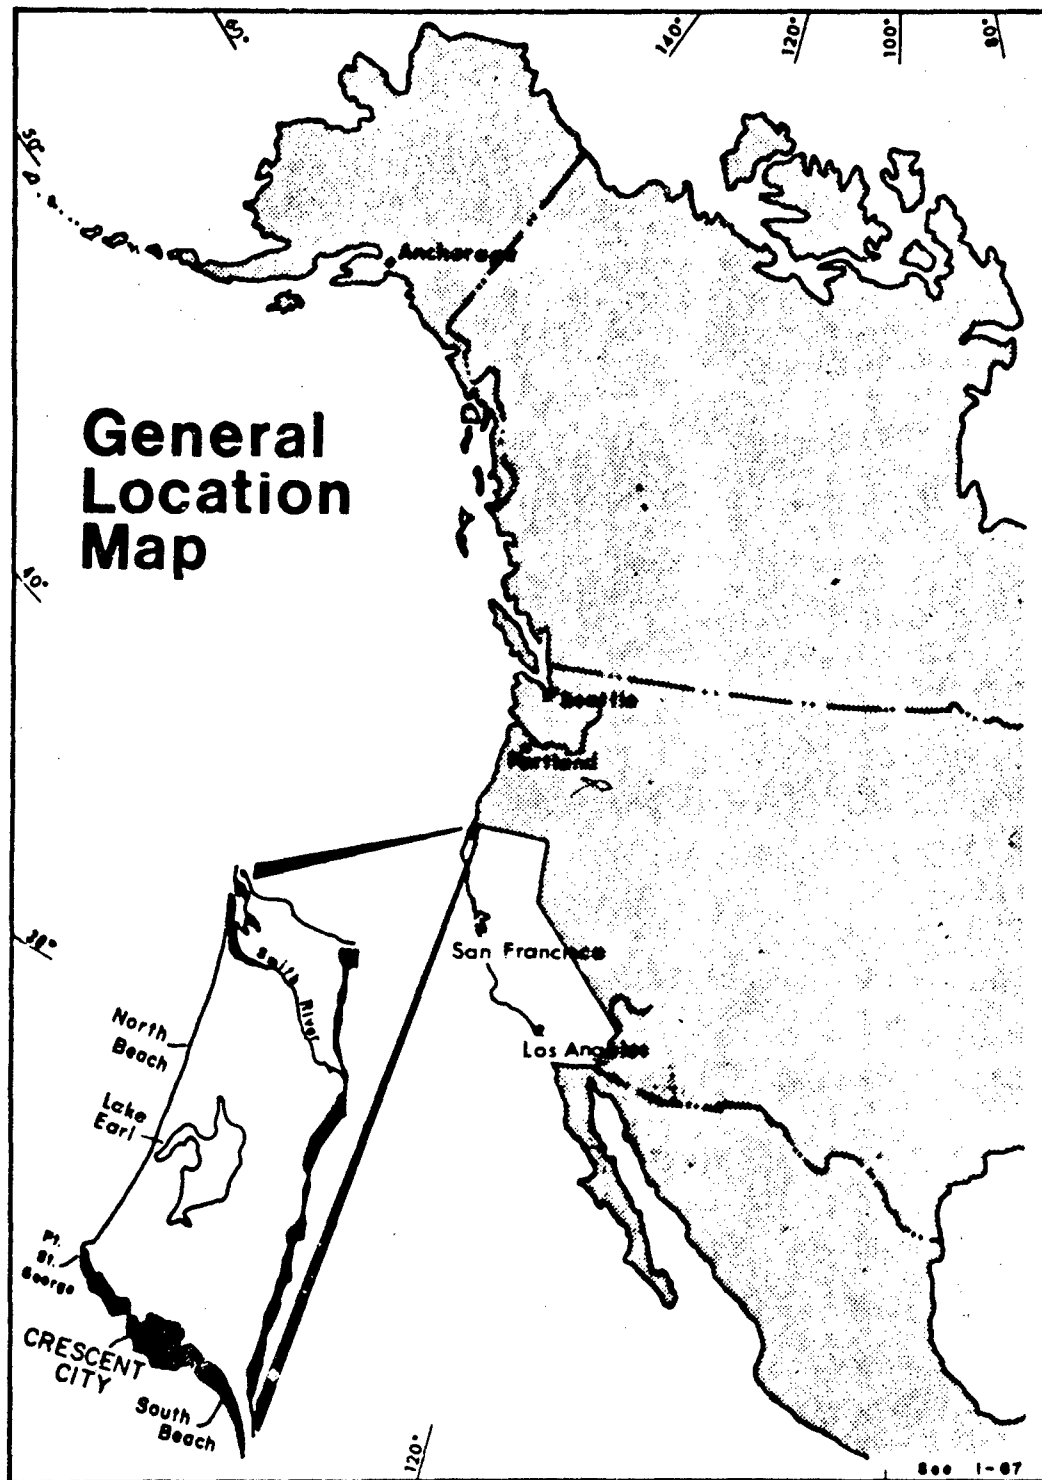 140°
120°
100°
80°
50°
Anchorage
General
Location
Map
40°
Seattle
Portland
30°
San Francisco
Smith
River
North
Beach
Los Angeles
Lake
Earl
Pt.
St.
George
CRESCENT
CITY
South
Beach
120°